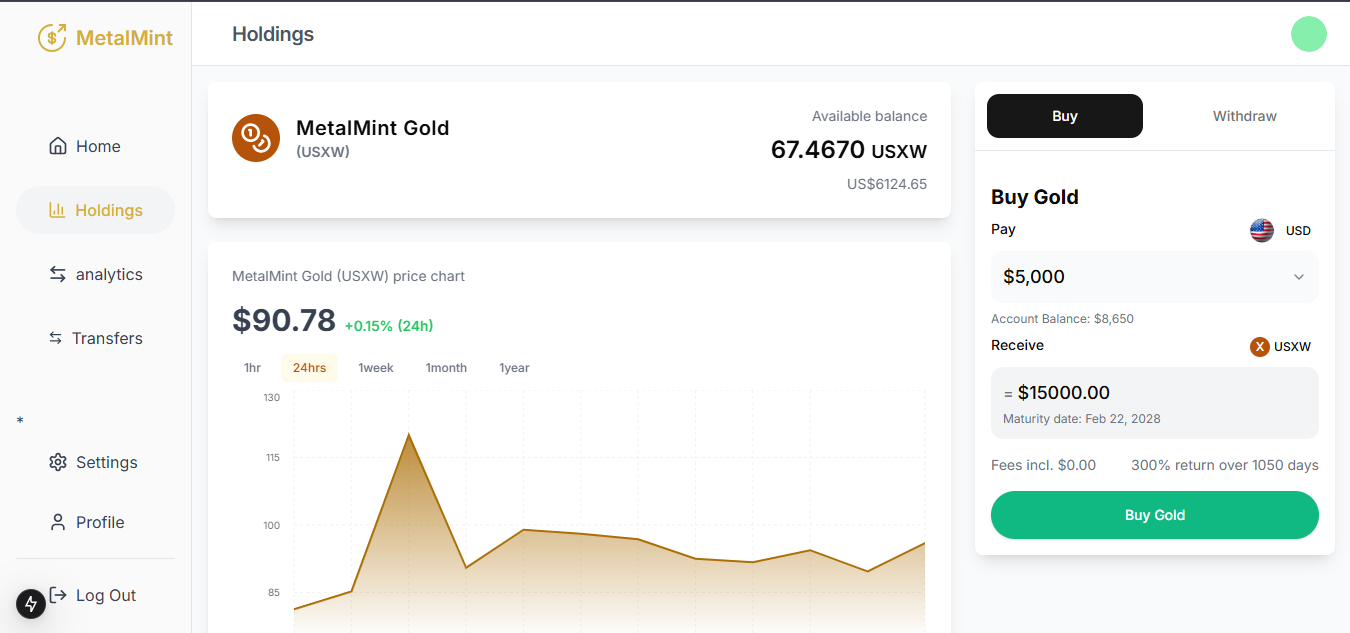 MetalMint
Holdings
Home
Holdings
analytics
Transfers
*
Settings
Profile
Log Out
MetalMint Gold
(USXW)
Available balance
67.4670 USXW
US$6124.65
MetalMint Gold (USXW) price chart
$90.78 +0.15% (24h)
1hr 24hrs 1week 1month 1year
130
115
100
85
Buy Withdraw
Buy Gold
Pay USD
$5,000
Account Balance: $8,650
Receive X USXW
= $15000.00
Maturity date: Feb 22, 2028
Fees incl. $0.00 300% return over 1050 days
Buy Gold